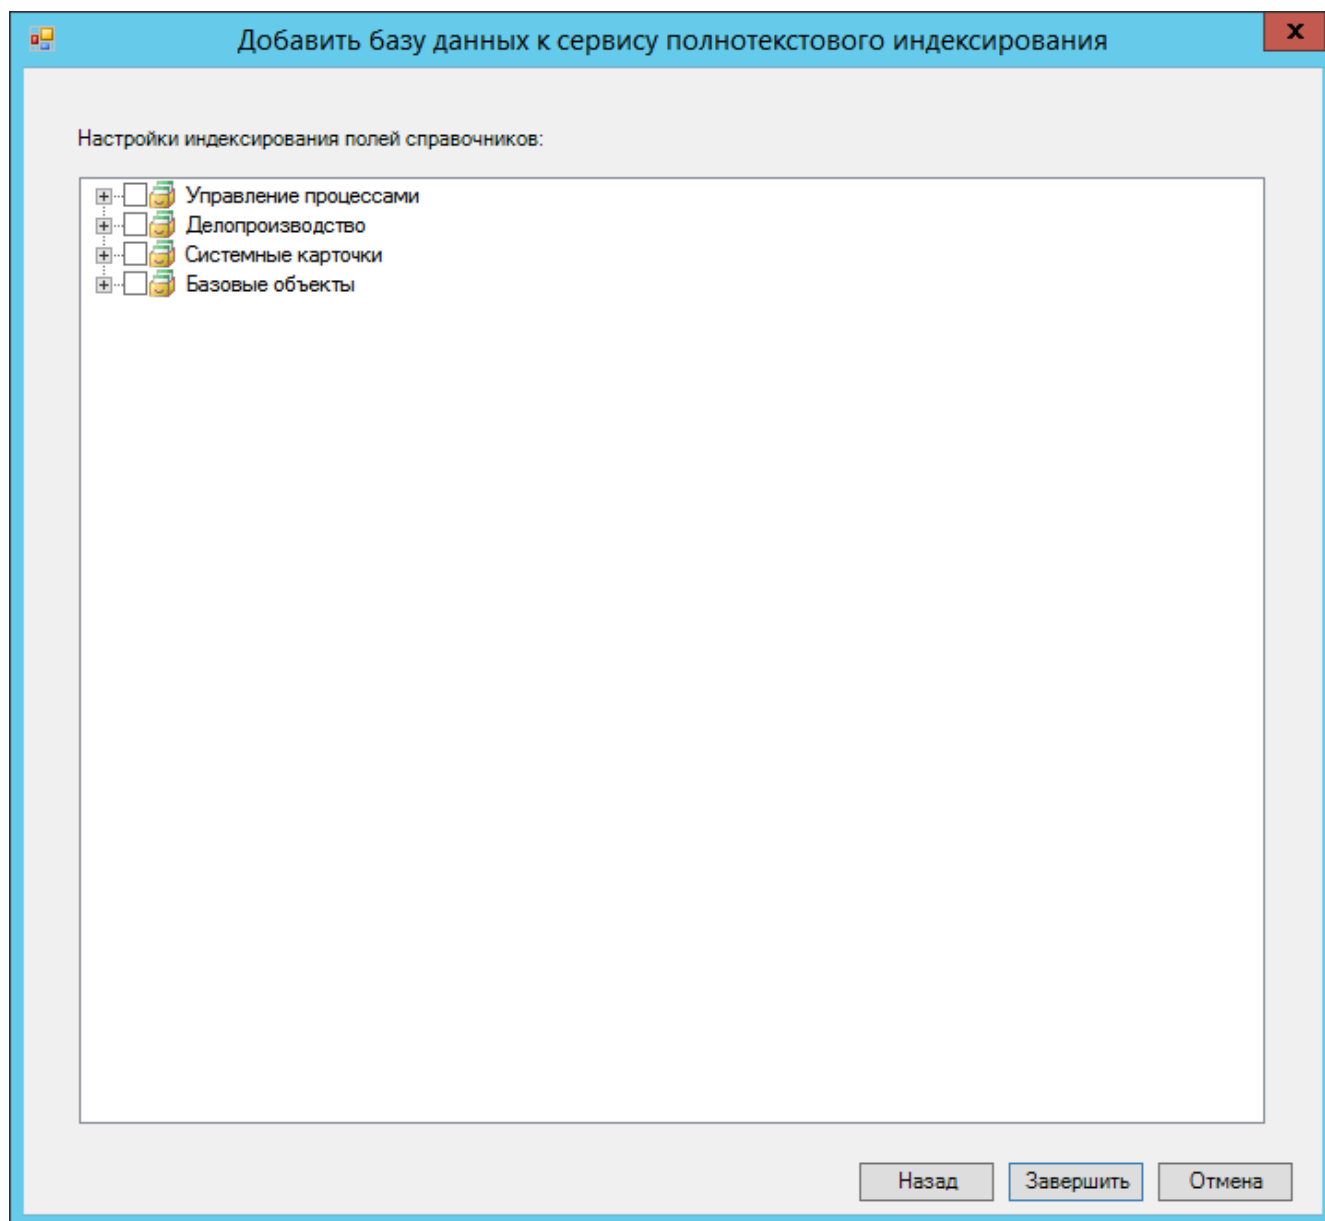 Добавить базу данных к сервису полнотекстового индексирования
x
Настройки индексирования полей справочников:
Управление процессами
Делопроизводство
Системные карточки
Базовые объекты
Назад Завершить Отмена